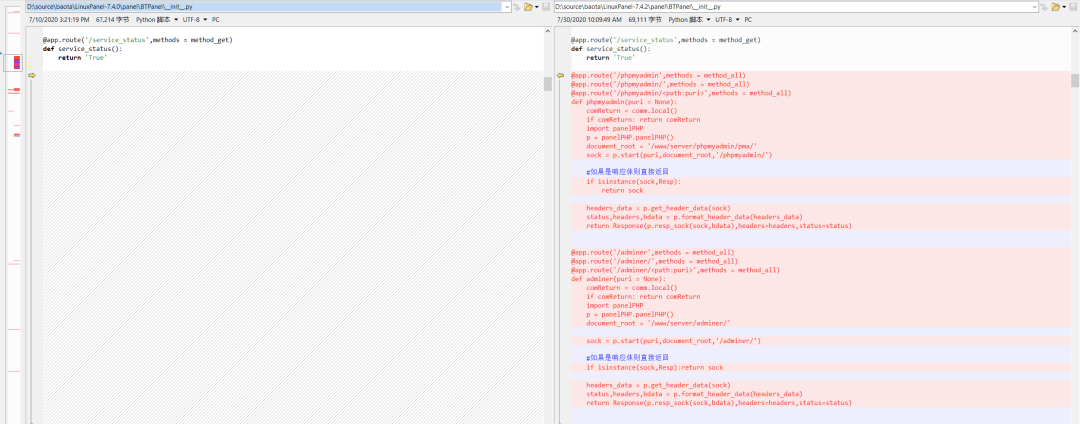 D:\source\baota\LinuxPanel-7.4.0\panel\BTPanel\__init__.py
7/10/2020 3:21:19 PM 67,214 字节 Python 脚本 UTF-8 PC
@app.route('/service_status',methods = method_get)
def service_status():
return 'True'
D:\source\baota\LinuxPanel-7.4.2\panel\BTPanel\__init__.py
7/30/2020 10:09:49 AM 69,111 字节 Python 脚本 UTF-8 PC
@app.route('/service_status',methods = method_get)
def service_status():
return 'True'
@app.route('/phpmyadmin',methods = method_all)
@app.route('/phpmyadmin/',methods = method_all)
@app.route('/phpmyadmin/<path:puri>',methods = method_all)
def phpmyadmin(puri = None):
comReturn = comm.local()
if comReturn: return comReturn
import panelPHP
p = panelPHP.panelPHP()
document_root = '/www/server/phpmyadmin/pma/'
sock = p.start(puri,document_root,'/phpmyadmin/')
#如果是响应体则直接返回
if isinstance(sock,Resp):
return sock
headers_data = p.get_header_data(sock)
status,headers,bdata = p.format_header_data(headers_data)
return Response(p.resp_sock(sock,bdata),headers=headers,status=status)
@app.route('/adminer',methods = method_all)
@app.route('/adminer/',methods = method_all)
@app.route('/adminer/<path:puri>',methods = method_all)
def adminer(puri = None):
comReturn = comm.local()
if comReturn: return comReturn
import panelPHP
p = panelPHP.panelPHP()
document_root = '/www/server/adminer/'
sock = p.start(puri,document_root,'/adminer/')
#如果是响应体则直接返回
if isinstance(sock,Resp):return sock
headers_data = p.get_header_data(sock)
status,headers,bdata = p.format_header_data(headers_data)
return Response(p.resp_sock(sock,bdata),headers=headers,status=status)